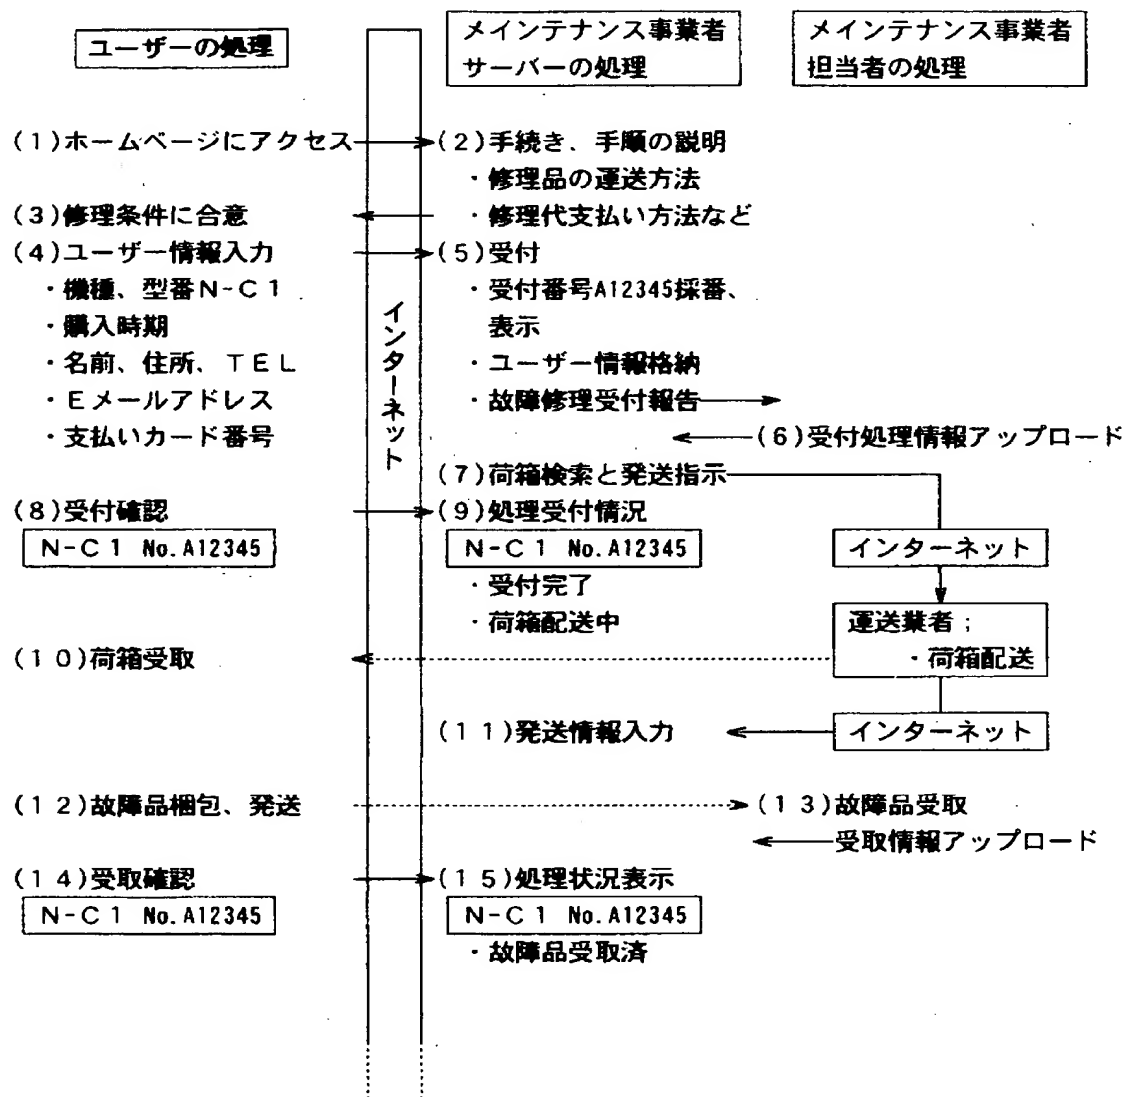 ユーザーの処理
メインテナンス事業者
サーバーの処理
メインテナンス事業者
担当者の処理
インターネット
(1)ホームページにアクセス
(2)手続き、手順の説明
・修理品の運送方法
(3)修理条件に合意
・修理代支払い方法など
(4)ユーザー情報入力
(5)受付
・機種、型番N-C1
・受付番号A12345採番、
・購入時期
表示
・名前、住所、TEL
・ユーザー情報格納
・Eメールアドレス
・故障修理受付報告
・支払いカード番号
(6)受付処理情報アップロード
(7)荷箱検索と発送指示
(8)受付確認
(9)処理受付情況
N-C1 No.A12345
N-C1 No.A12345
インターネット
・受付完了
・荷箱配送中
運送業者;
・荷箱配送
(10)荷箱受取
(11)発送情報入力
インターネット
(12)故障品梱包、発送
(13)故障品受取
受取情報アップロード
(14)受取確認
(15)処理状況表示
N-C1 No.A12345
N-C1 No.A12345
・故障品受取済